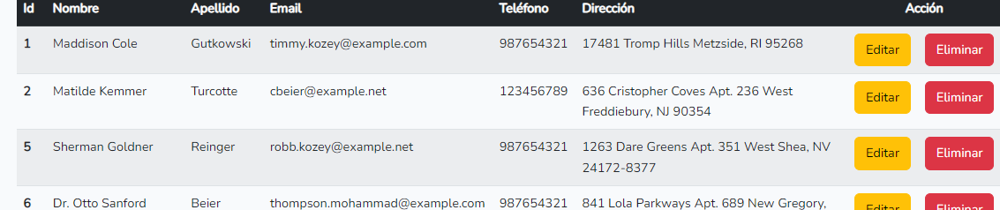 Id Nombre Apellido Email Teléfono Dirección Acción
1 Maddison Cole Gutkowski timmy.kozey@example.com 987654321 17481 Tromp Hills Metzside, RI 95268 Editar Eliminar
2 Matilde Kemmer Turcotte cbeier@example.net 123456789 636 Cristopher Coves Apt. 236 West Editar Eliminar
Freddiebury, NJ 90354
5 Sherman Goldner Reinger robb.kozey@example.net 987654321 1263 Dare Greens Apt. 351 West Shea, NV Editar Eliminar
24172-8377
6 Dr. Otto Sanford Beier thompson.mohammad@example.com 987654321 841 Lola Parkways Apt. 689 New Gregory, Editar Eliminar